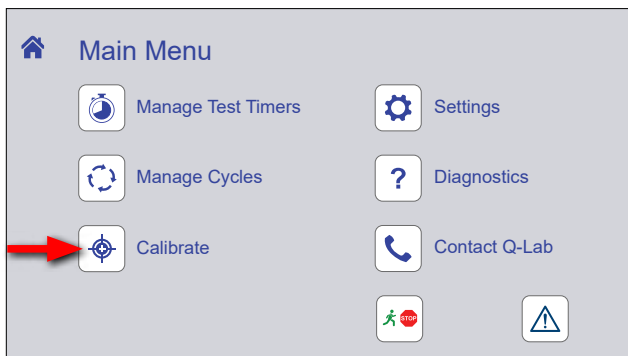 Main Menu
Manage Test Timers
Settings
Manage Cycles
? Diagnostics
Calibrate
Contact Q-Lab
STOP